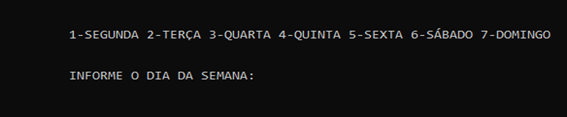 1-SEGUNDA 2-TERÇA 3-QUARTA 4-QUINTA 5-SEXTA 6-SÁBADO 7-DOMINGO
INFORME O DIA DA SEMANA: